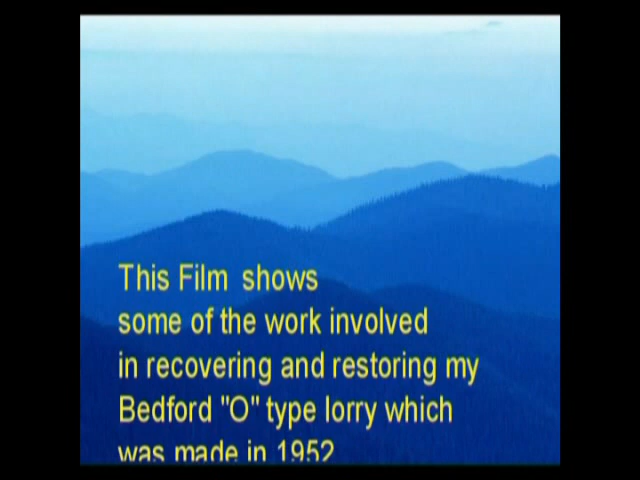 This Film shows
some of the work involved
in recovering and restoring my
Bedford "O" type lorry which
was made in 1952